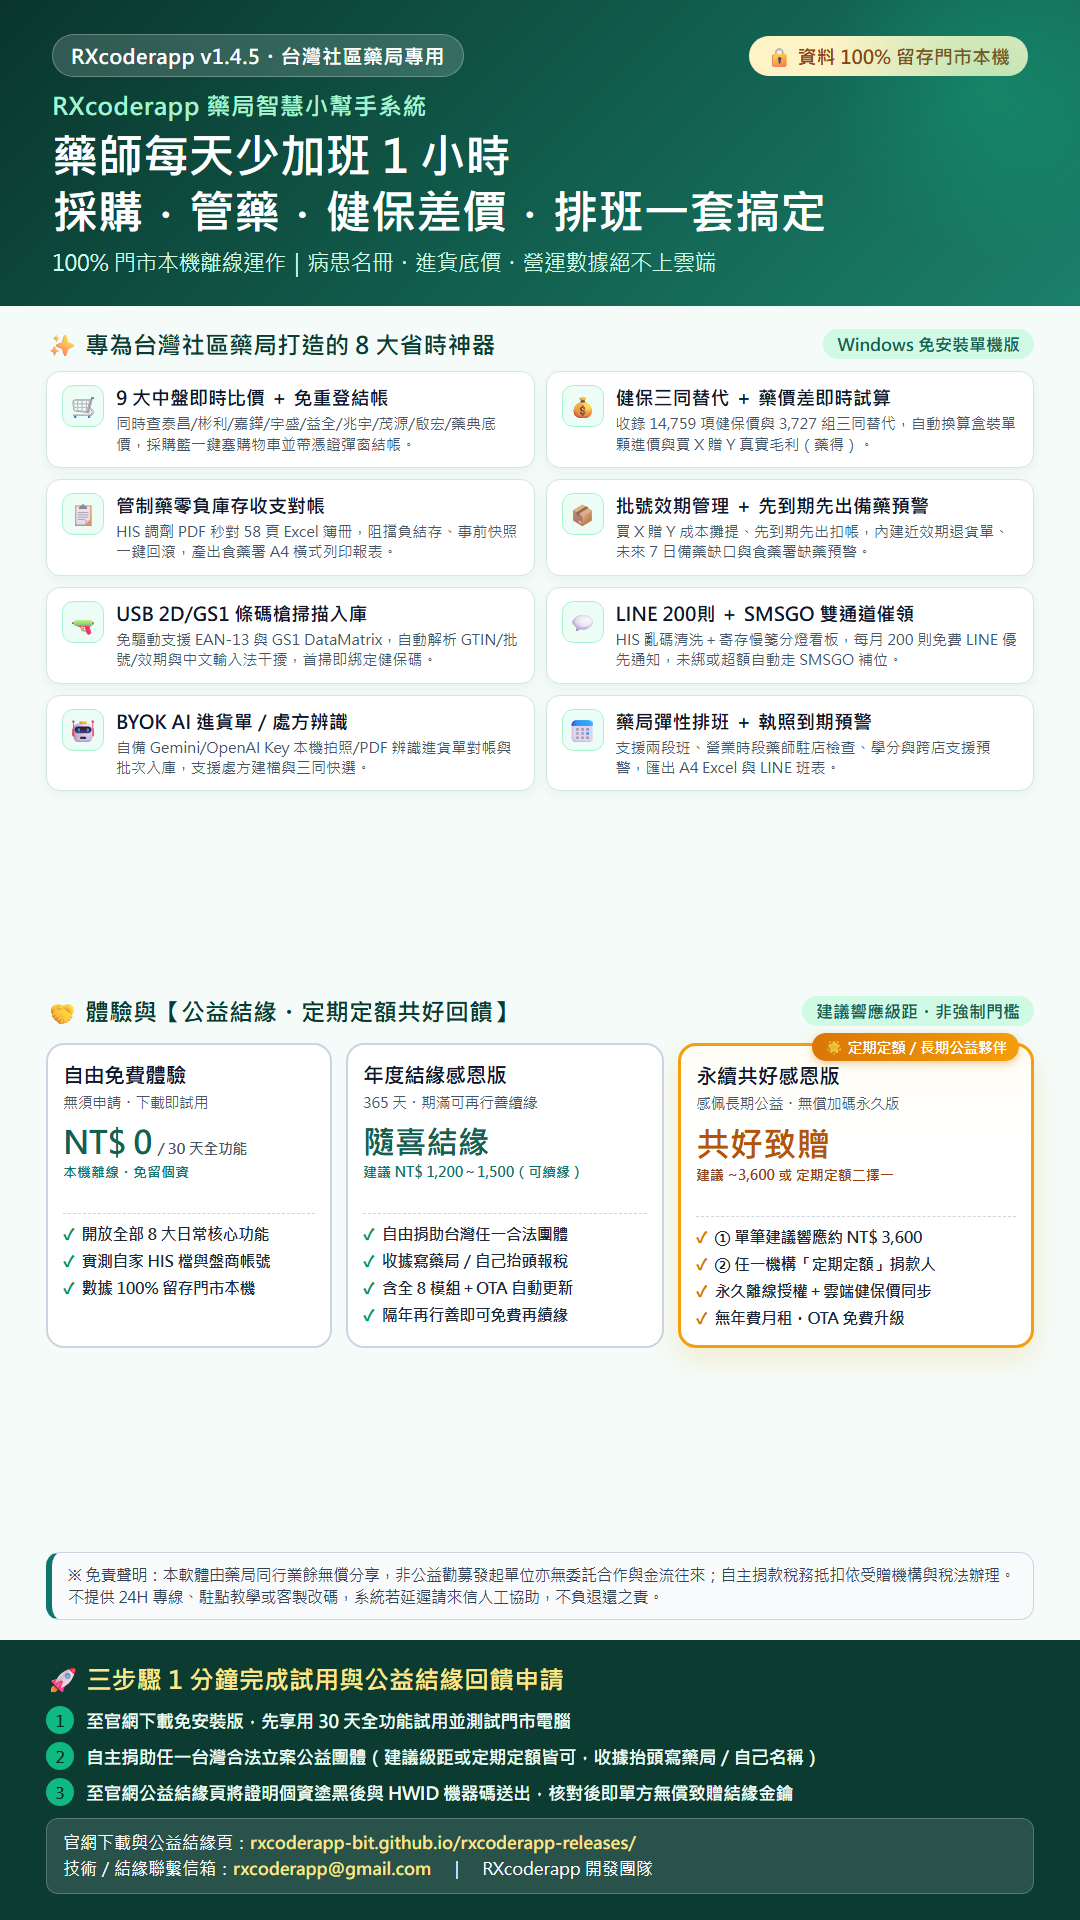 RXcoderapp v1.4.5 · 台灣社區藥局專用
資料 100% 留存門市本機
RXcoderapp 藥局智慧小幫手系統
藥師每天少加班 1 小時
採購 · 管藥 · 健保差價 · 排班一套搞定
100% 門市本機離線運作 | 病患名冊 · 進貨底價 · 營運數據絕不上雲端
專為台灣社區藥局打造的 8 大省時神器
Windows 免安裝單機版
9 大中盤即時比價 + 免重登結帳
同時查泰昌/彬利/嘉鏵/宇盛/益全/兆宇/茂源/啟宏/藥典底
價，採購籃一鍵塞購物車並帶憑證彈窗結帳。
健保三同替代 + 藥價差即時試算
收錄 14,759 項健保價與 3,727 組三同替代，自動換算盒裝單
顆進價與買 X 贈 Y 真實毛利（藥得）。
管制藥零負庫存收支對帳
HIS 調劑 PDF 秒對 58 頁 Excel 簿冊，阻擋負結存、事前快照
一鍵回滾，產出食藥署 A4 橫式列印報表。
批號效期管理 + 先到期先出備藥預警
買 X 贈 Y 成本攤提、先到期先出扣帳，內建近效期退貨單、
未來 7 日備藥缺口與食藥署缺藥預警。
USB 2D/GS1 條碼槍掃描入庫
免驅動支援 EAN-13 與 GS1 DataMatrix，自動解析 GTIN/批
號/效期與中文輸入法干擾，首掃即綁定健保碼。
LINE 200則 + SMSGO 雙通道催領
HIS 亂碼清洗＋寄存慢箋分燈看板，每月 200 則免費 LINE 優
先通知，未綁或超額自動走 SMSGO 補位。
BYOK AI 進貨單 / 處方辨識
自備 Gemini/OpenAI Key 本機拍照/PDF 辨識進貨單對帳與
批次入庫，支援處方建檔與三同快選。
藥局彈性排班 + 執照到期預警
支援兩段班、營業時段藥師駐店檢查、學分與跨店支援預
警，匯出 A4 Excel 與 LINE 班表。
體驗與【公益結緣 · 定期定額共好回饋】
建議響應級距 · 非強制門檻
自由免費體驗
無須申請 · 下載即試用
NT$ 0 / 30 天全功能
本機離線 · 免留個資
✓ 開放全部 8 大日常核心功能
✓ 實測自家 HIS 檔與盤商帳號
✓ 數據 100% 留存門市本機
年度結緣感恩版
365 天 · 期滿可再行善續緣
隨喜結緣
建議 NT$ 1,200～1,500（可續緣）
✓ 自由捐助台灣任一合法團體
✓ 收據寫藥局 / 自己抬頭報稅
✓ 含全 8 模組＋OTA 自動更新
✓ 隔年再行善即可免費再續緣
定期定額 / 長期公益夥伴
永續共好感恩版
感佩長期公益 · 無償加碼永久版
共好致贈
建議 ~3,600 或 定期定額二擇一
✓ ① 單筆建議響應約 NT$ 3,600
✓ ② 任一機構「定期定額」捐款人
✓ 永久離線授權＋雲端健保價同步
✓ 無年費月租 · OTA 免費升級
※ 免責聲明：本軟體由藥局同行業餘無償分享，非公益勸募發起單位亦無委託合作與金流往來；自主捐款稅務抵扣依受贈機構與稅法辦理。
不提供 24H 專線、駐點教學或客製改碼，系統若延遲請來信人工協助，不負退還之責。
三步驟 1 分鐘完成試用與公益結緣回饋申請
1 至官網下載免安裝版，先享用 30 天全功能試用並測試門市電腦
2 自主捐助任一台灣合法立案公益團體（建議級距或定期定額皆可，收據抬頭寫藥局 / 自己名稱）
3 至官網公益結緣頁將證明個資塗黑後與 HWID 機器碼送出，核對後即單方無償致贈結緣金鑰
官網下載與公益結緣頁：rxcoderapp-bit.github.io/rxcoderapp-releases/
技術 / 結緣聯繫信箱：rxcoderapp@gmail.com | RXcoderapp 開發團隊